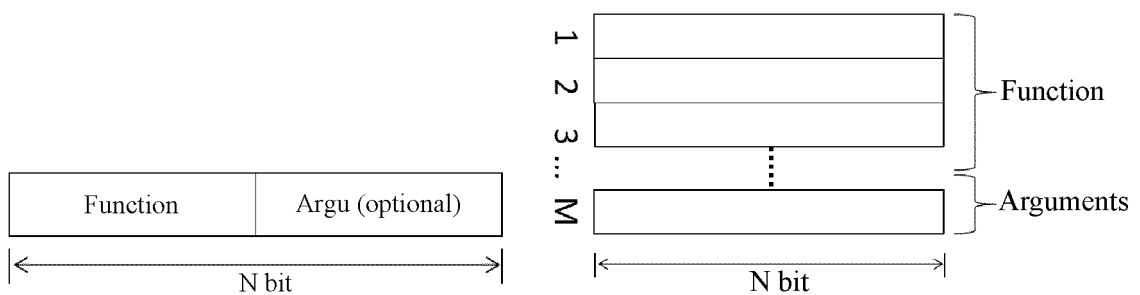 Function
Argu (optional)
N bit
1
2
3
...
M
Function
Arguments
N bit